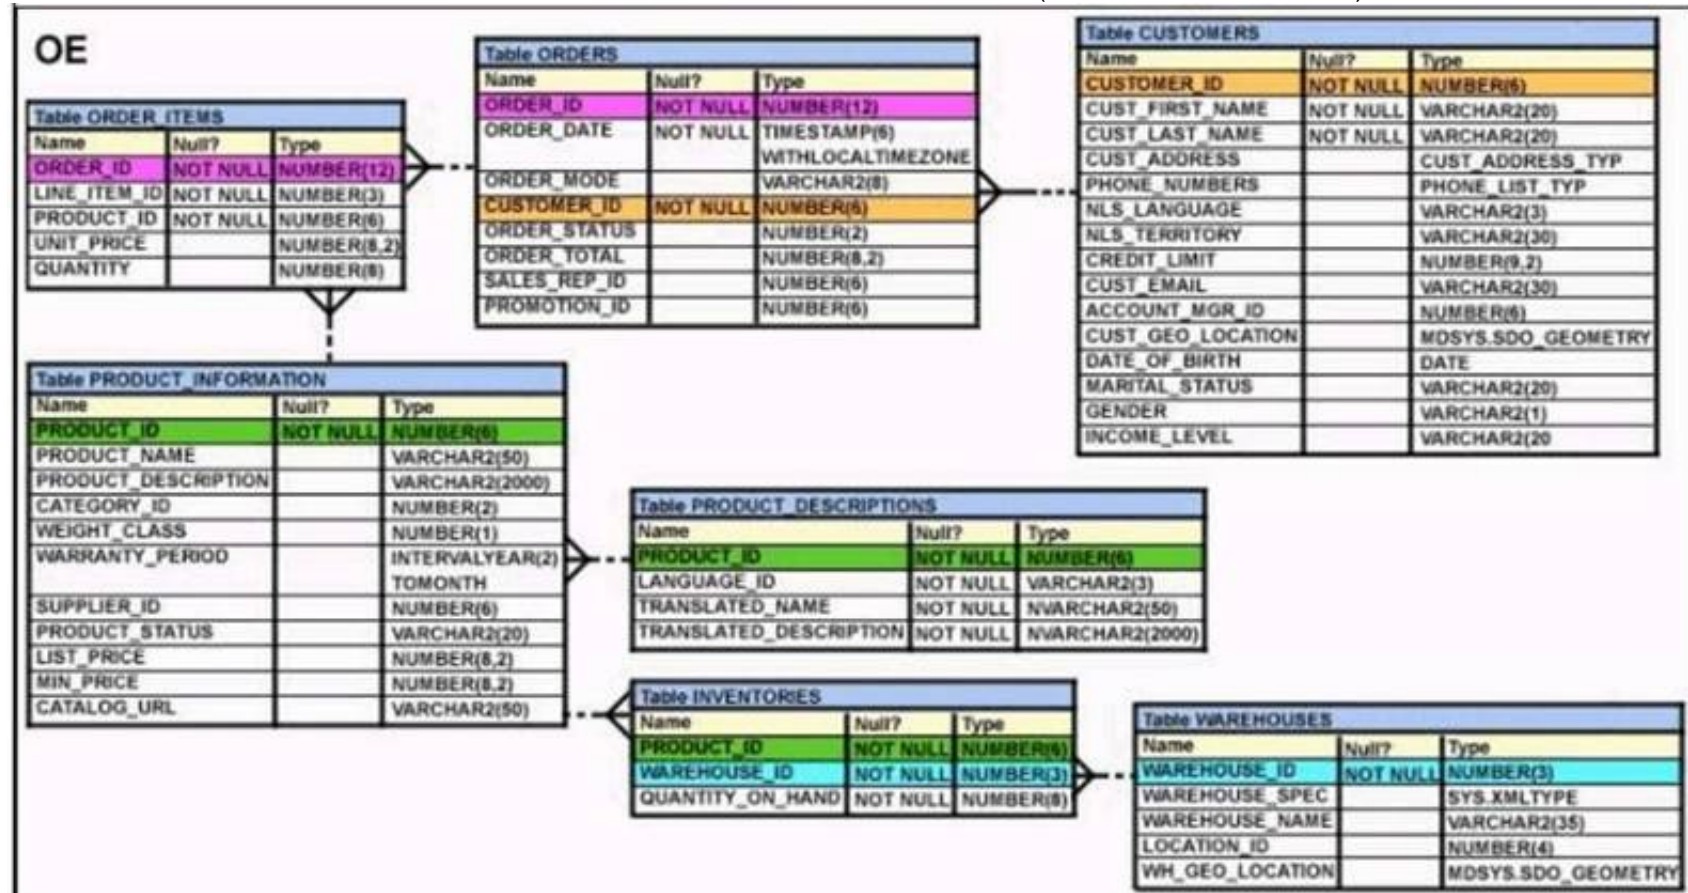 OE
Table ORDER_ITEMS
Name Null? Type
ORDER_ID NOT NULL NUMBER(12)
LINE_ITEM_ID NOT NULL NUMBER(3)
PRODUCT_ID NOT NULL NUMBER(6)
UNIT_PRICE NUMBER(8,2)
QUANTITY NUMBER(8)
Table ORDERS
Name Null? Type
ORDER_ID NOT NULL NUMBER(12)
ORDER_DATE NOT NULL TIMESTAMP(6)
WITHLOCALTIMEZONE
ORDER_MODE VARCHAR2(8)
CUSTOMER_ID NOT NULL NUMBER(6)
ORDER_STATUS NUMBER(2)
ORDER_TOTAL NUMBER(8,2)
SALES_REP_ID NUMBER(6)
PROMOTION_ID NUMBER(6)
Table CUSTOMERS
Name Null? Type
CUSTOMER_ID NOT NULL NUMBER(6)
CUST_FIRST_NAME NOT NULL VARCHAR2(20)
CUST_LAST_NAME NOT NULL VARCHAR2(20)
CUST_ADDRESS CUST_ADDRESS_TYP
PHONE_NUMBERS PHONE_LIST_TYP
NLS_LANGUAGE VARCHAR2(3)
NLS_TERRITORY VARCHAR2(30)
CREDIT_LIMIT NUMBER(9,2)
CUST_EMAIL VARCHAR2(30)
ACCOUNT_MGR_ID NUMBER(6)
CUST_GEO_LOCATION MDSYS.SDO_GEOMETRY
DATE_OF_BIRTH DATE
MARITAL_STATUS VARCHAR2(20)
GENDER VARCHAR2(1)
INCOME_LEVEL VARCHAR2(20
Table PRODUCT_INFORMATION
Name Null? Type
PRODUCT_ID NOT NULL NUMBER(6)
PRODUCT_NAME VARCHAR2(50)
PRODUCT_DESCRIPTION VARCHAR2(2000)
CATEGORY_ID NUMBER(2)
WEIGHT_CLASS NUMBER(1)
WARRANTY_PERIOD INTERVALYEAR(2)
TOMONTH
SUPPLIER_ID NUMBER(6)
PRODUCT_STATUS VARCHAR2(20)
LIST_PRICE NUMBER(8,2)
MIN_PRICE NUMBER(8,2)
CATALOG_URL VARCHAR2(50)
Table PRODUCT_DESCRIPTIONS
Name Null? Type
PRODUCT_ID NOT NULL NUMBER(6)
LANGUAGE_ID NOT NULL VARCHAR2(3)
TRANSLATED_NAME NOT NULL NVARCHAR2(50)
TRANSLATED_DESCRIPTION NOT NULL NVARCHAR2(2000)
Table INVENTORIES
Name Null? Type
PRODUCT_ID NOT NULL NUMBER(6)
WAREHOUSE_ID NOT NULL NUMBER(3)
QUANTITY_ON_HAND NOT NULL NUMBER(8)
Table WAREHOUSES
Name Null? Type
WAREHOUSE_ID NOT NULL NUMBER(3)
WAREHOUSE_SPEC SYS.XMLTYPE
WAREHOUSE_NAME VARCHAR2(35)
LOCATION_ID NUMBER(4)
WH_GEO_LOCATION MDSYS.SDO_GEOMETRY